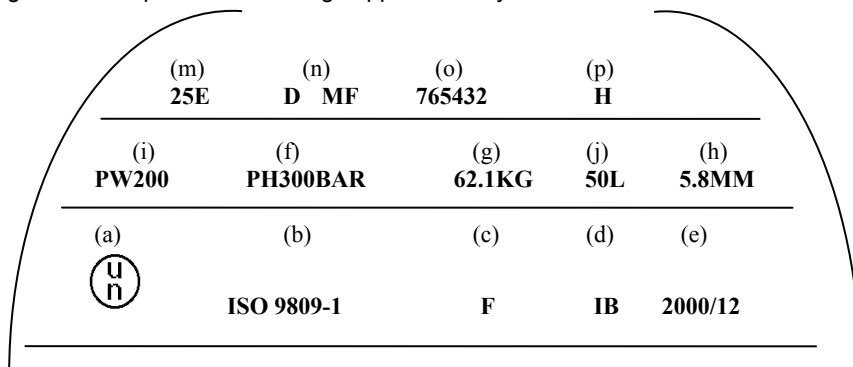 (m) (n) (o) (p)
25E D MF 765432 H
(i) (f) (g) (j) (h)
PW200 PH300BAR 62.1KG 50L 5.8MM
(a) (b) (c) (d) (e)
u
n
ISO 9809-1 F IB 2000/12